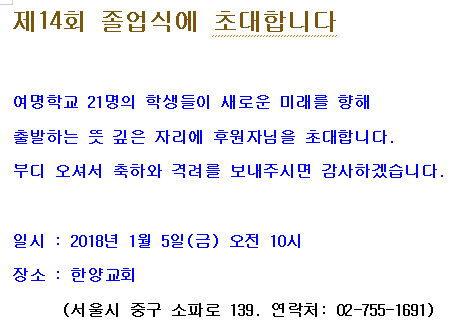 제14회 졸업식에 초대합니다
여명학교 21명의 학생들이 새로운 미래를 향해
출발하는 뜻 깊은 자리에 후원자님을 초대합니다.
부디 오셔서 축하와 격려를 보내주시면 감사하겠습니다.
일시 : 2018년 1월 5일(금) 오전 10시
장소 : 한양교회
(서울시 중구 소파로 139. 연락처: 02-755-1691)